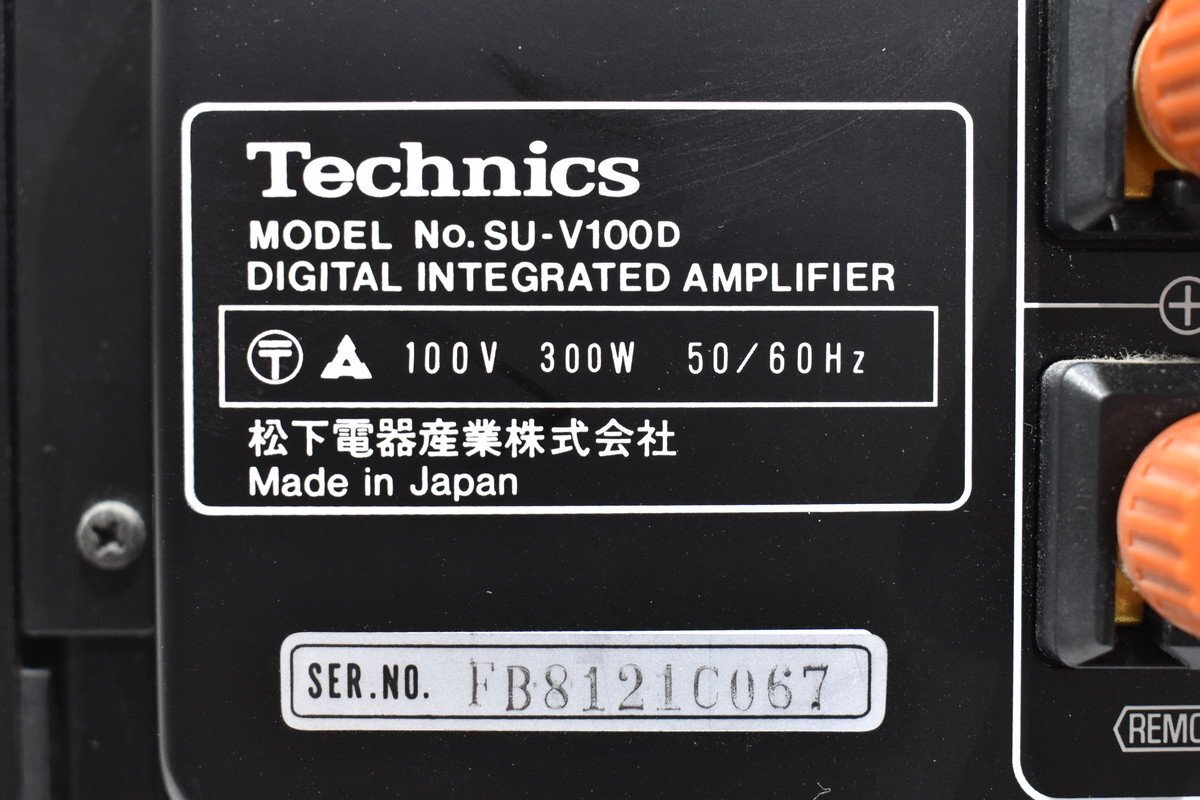 Technics
MODEL No. SU-V100D
DIGITAL INTEGRATED AMPLIFIER
〒 A 100V 300W 50/60Hz
松下電器産業株式会社
Made in Japan
SER.NO. FB8121C067
+
REMO